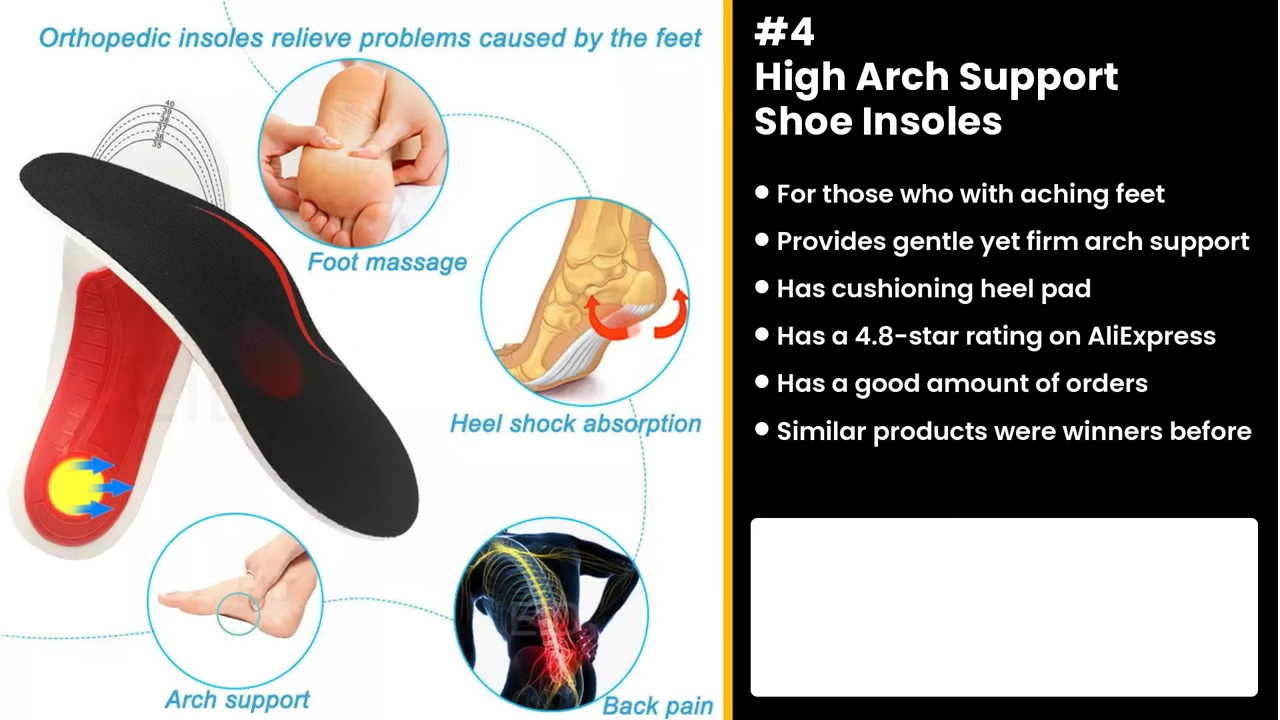 Orthopedic insoles relieve problems caused by the feet
40
35
Foot massage
Heel shock absorption
Arch support
Back pain
#4
High Arch Support
Shoe Insoles
● For those who with aching feet
● Provides gentle yet firm arch support
● Has cushioning heel pad
● Has a 4.8-star rating on AliExpress
● Has a good amount of orders
● Similar products were winners before